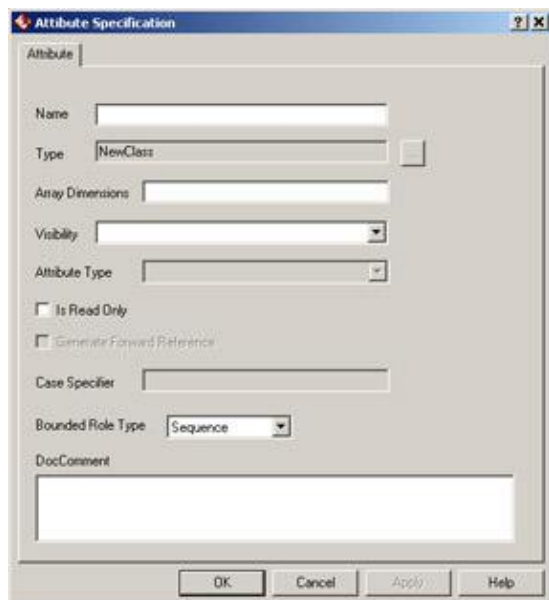 Attibute Specification
Attribute
Name
Type NewClass ...
Array Dimensions
Visibility
Attribute Type
Is Read Only
Generate Forward Reference
Case Specifier
Bounded Role Type Sequence
DocComment
OK Cancel Apply Help